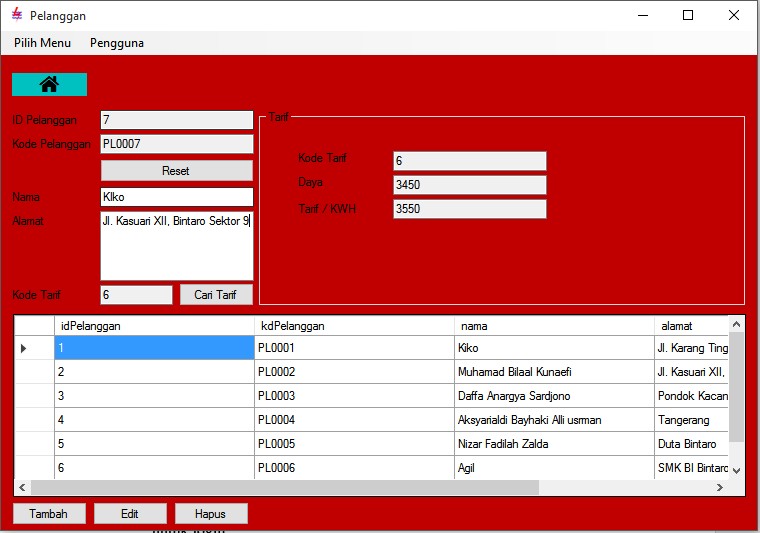 Pelanggan
Pilih Menu Pengguna
ID Pelanggan 7
Kode Pelanggan PL0007
Reset
Nama KIko
Alamat Jl. Kasuari XII, Bintaro Sektor 9
Kode Tarif 6 Cari Tarif
Tarif
Kode Tarif 6
Daya 3450
Tarif / KWH 3550
idPelanggan kdPelanggan nama alamat
1 PL0001 Kiko Jl. Karang Ting
2 PL0002 Muhamad Bilaal Kunaefi Jl. Kasuari XII,
3 PL0003 Daffa Anargya Sardjono Pondok Kacan
4 PL0004 Aksyarialdi Bayhaki Alli usman Tangerang
5 PL0005 Nizar Fadilah Zalda Duta Bintaro
6 PL0006 Agil SMK BI Bintaro
Tambah Edit Hapus